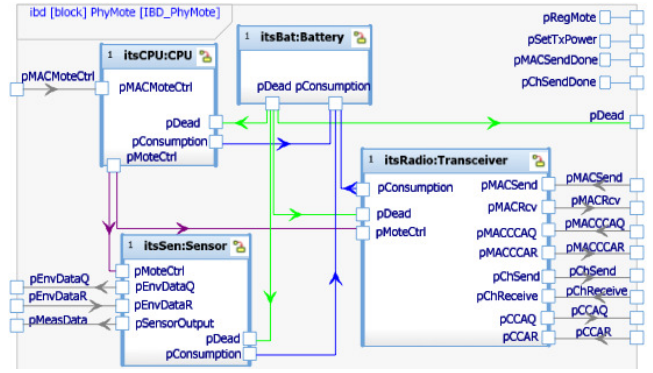 ibd [block] PhyMote [IBD_PhyMote]
pRegMote
pSetTxPower
pMACSendDone
pChSendDone
pDead
1 itsCPU:CPU
pMACMoteCtrl
pMACMoteCtrl
pDead
pConsumption
pMoteCtrl
1 itsBat:Battery
pDead pConsumption
1 itsRadio:Transceiver
pConsumption
pDead
pMoteCtrl
pMACSend
pMACRcv
pMACCCAQ
pMACCCAR
pChSend
pChReceive
pCCAQ
pCCAR
pMACSend
pMACRcv
pMACCCAQ
pMACCCAR
pChSend
pChReceive
pCCAQ
pCCAR
1 itsSen:Sensor
pMoteCtrl
pEnvDataQ
pEnvDataR
pSensorOutput
pDead
pConsumption
pEnvDataQ
pEnvDataR
pMeasData